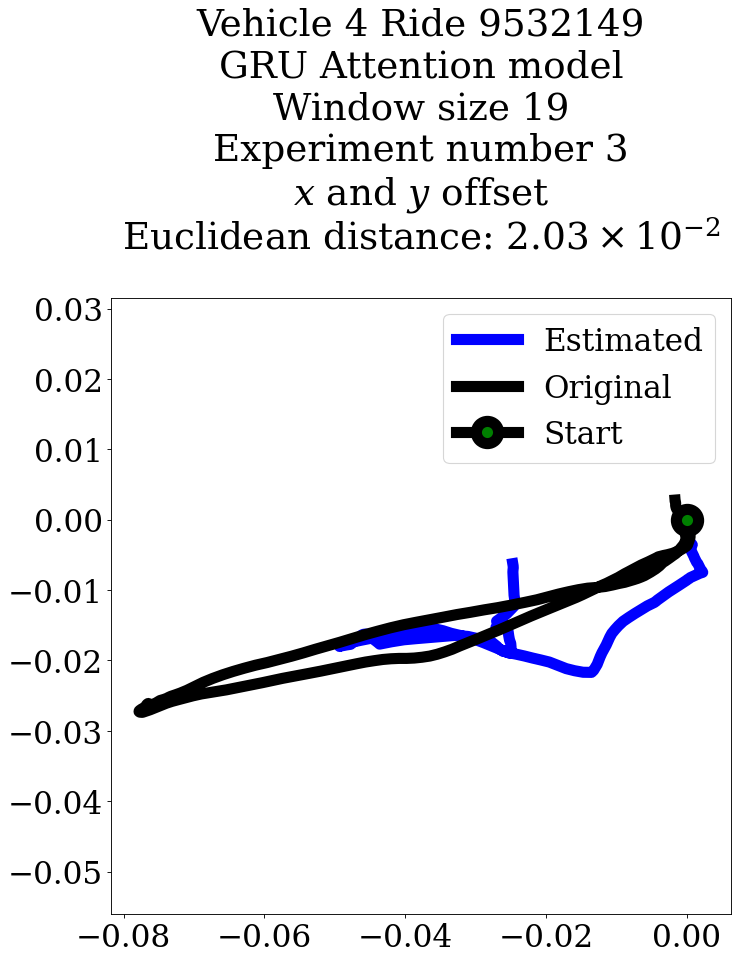 Vehicle 4 Ride 9532149
GRU Attention model
Window size 19
Experiment number 3
x and y offset
Euclidean distance: 2.03 × 10⁻²
Estimated
Original
Start
0.03
0.02
0.01
0.00
−0.01
−0.02
−0.03
−0.04
−0.05
−0.08 −0.06 −0.04 −0.02 0.00